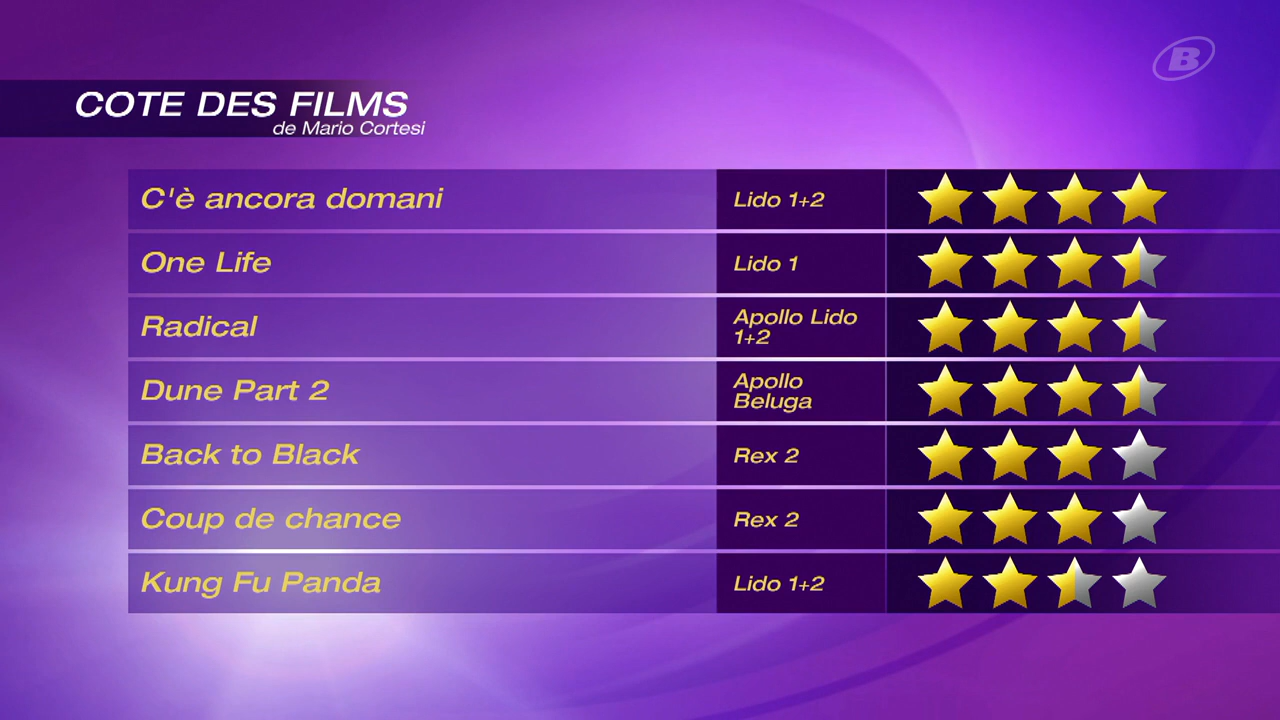 B
COTE DES FILMS
de Mario Cortesi
C'è ancora domani
Lido 1+2
One Life
Lido 1
Radical
Apollo Lido
1+2
Dune Part 2
Apollo
Beluga
Back to Black
Rex 2
Coup de chance
Rex 2
Kung Fu Panda
Lido 1+2